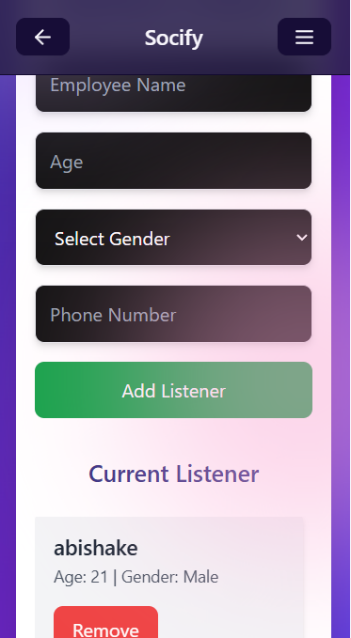 Socify
Employee Name
Age
Select Gender
Phone Number
Add Listener
Current Listener
abishake
Age: 21 | Gender: Male
Remove